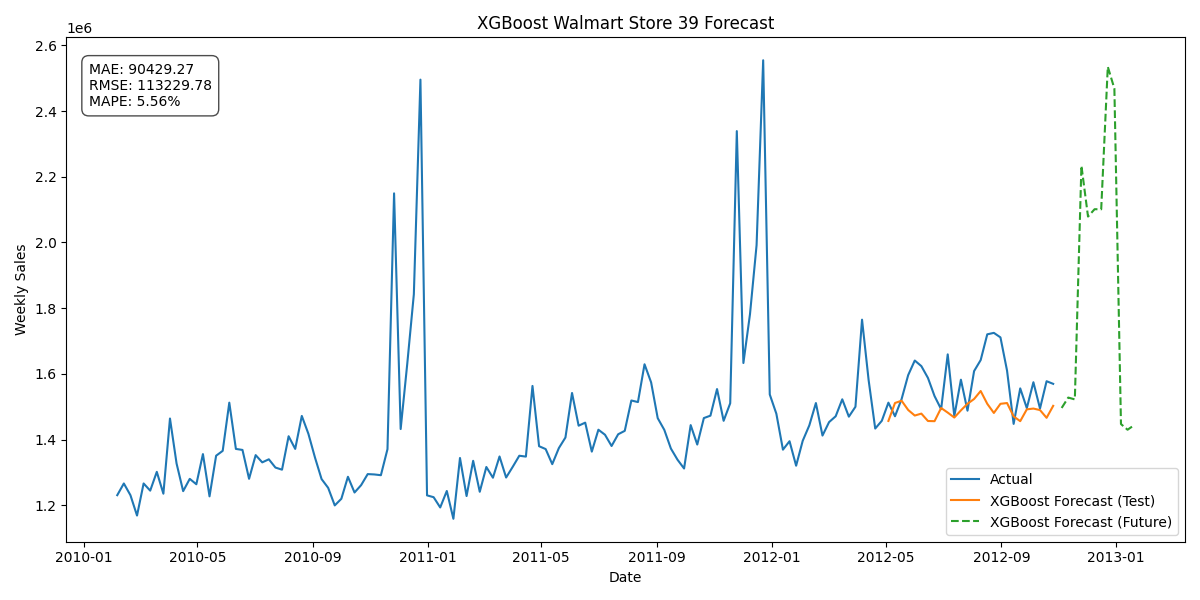 XGBoost Walmart Store 39 Forecast
1e6
MAE: 90429.27
RMSE: 113229.78
MAPE: 5.56%
2.6
2.4
2.2
2.0
1.8
1.6
1.4
1.2
Weekly Sales
Actual
XGBoost Forecast (Test)
XGBoost Forecast (Future)
2010-01 2010-05 2010-09 2011-01 2011-05 2011-09 2012-01 2012-05 2012-09 2013-01
Date